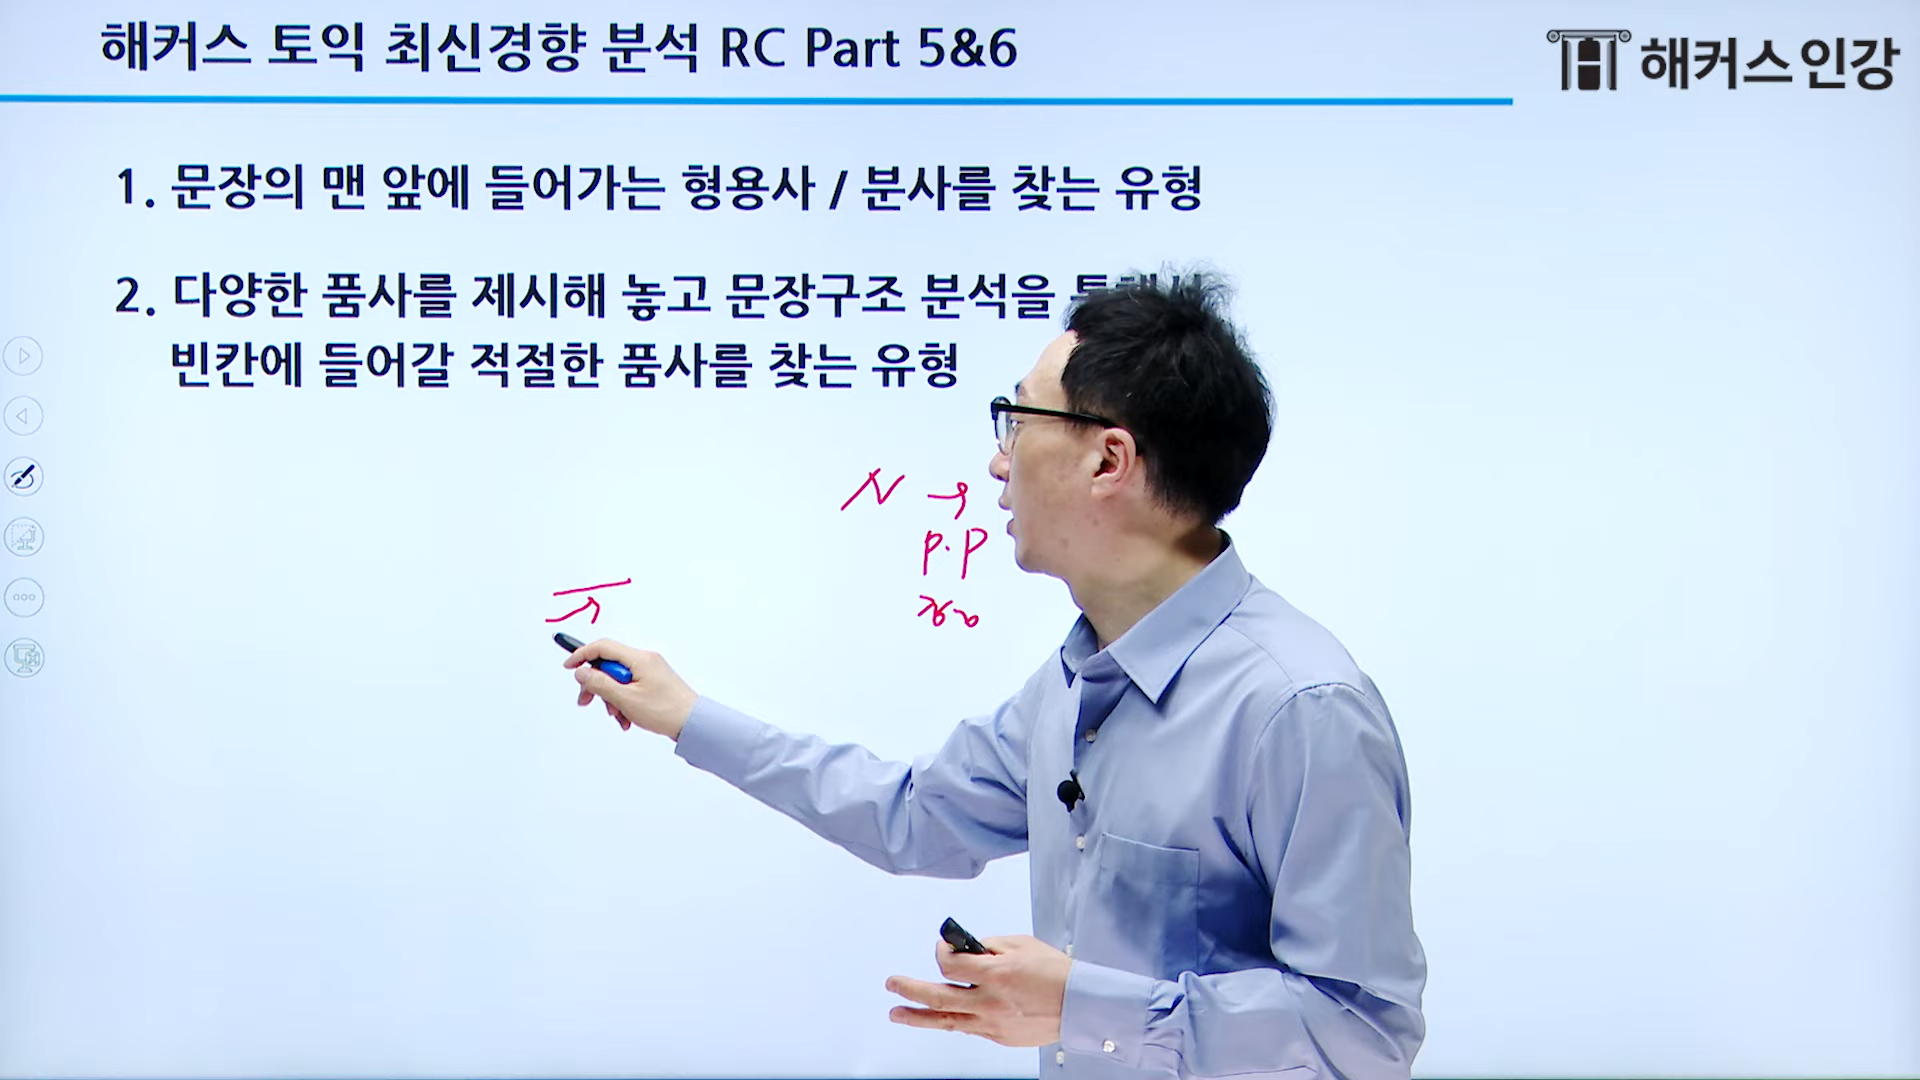 해커스 토익 최신경향 분석 RC Part 5&6
해커스인강
1. 문장의 맨 앞에 들어가는 형용사 / 분사를 찾는 유형
2. 다양한 품사를 제시해 놓고 문장구조 분석을
빈칸에 들어갈 적절한 품사를 찾는 유형
N
P.P